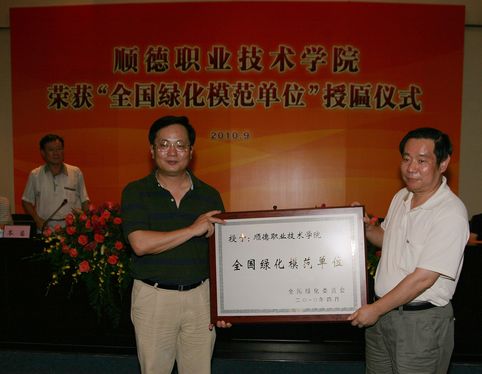 顺德职业技术学院
荣获“全国绿化模范单位”授匾仪式
2010.9
授予：顺德职业技术学院
全国绿化模范单位
全国绿化委员会
二〇一〇年四月